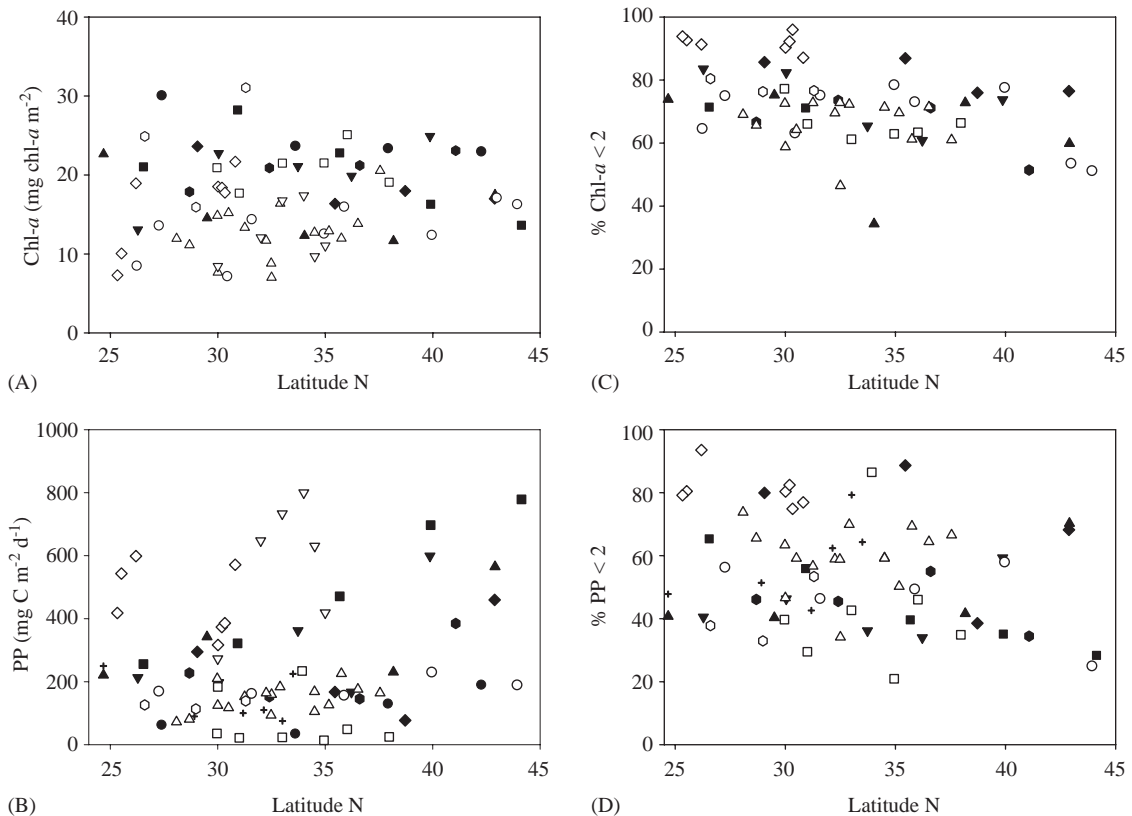 40
30
20
10
0
Chl-a (mg chl-a m-2)
25 30 35 40 45
Latitude N
(A)
100
80
60
40
20
0
% Chl-a < 2
25 30 35 40 45
Latitude N
(C)
1000
800
600
400
200
0
PP (mg C m-2 d-1)
25 30 35 40 45
Latitude N
(B)
100
80
60
40
20
0
% PP < 2
25 30 35 40 45
Latitude N
(D)